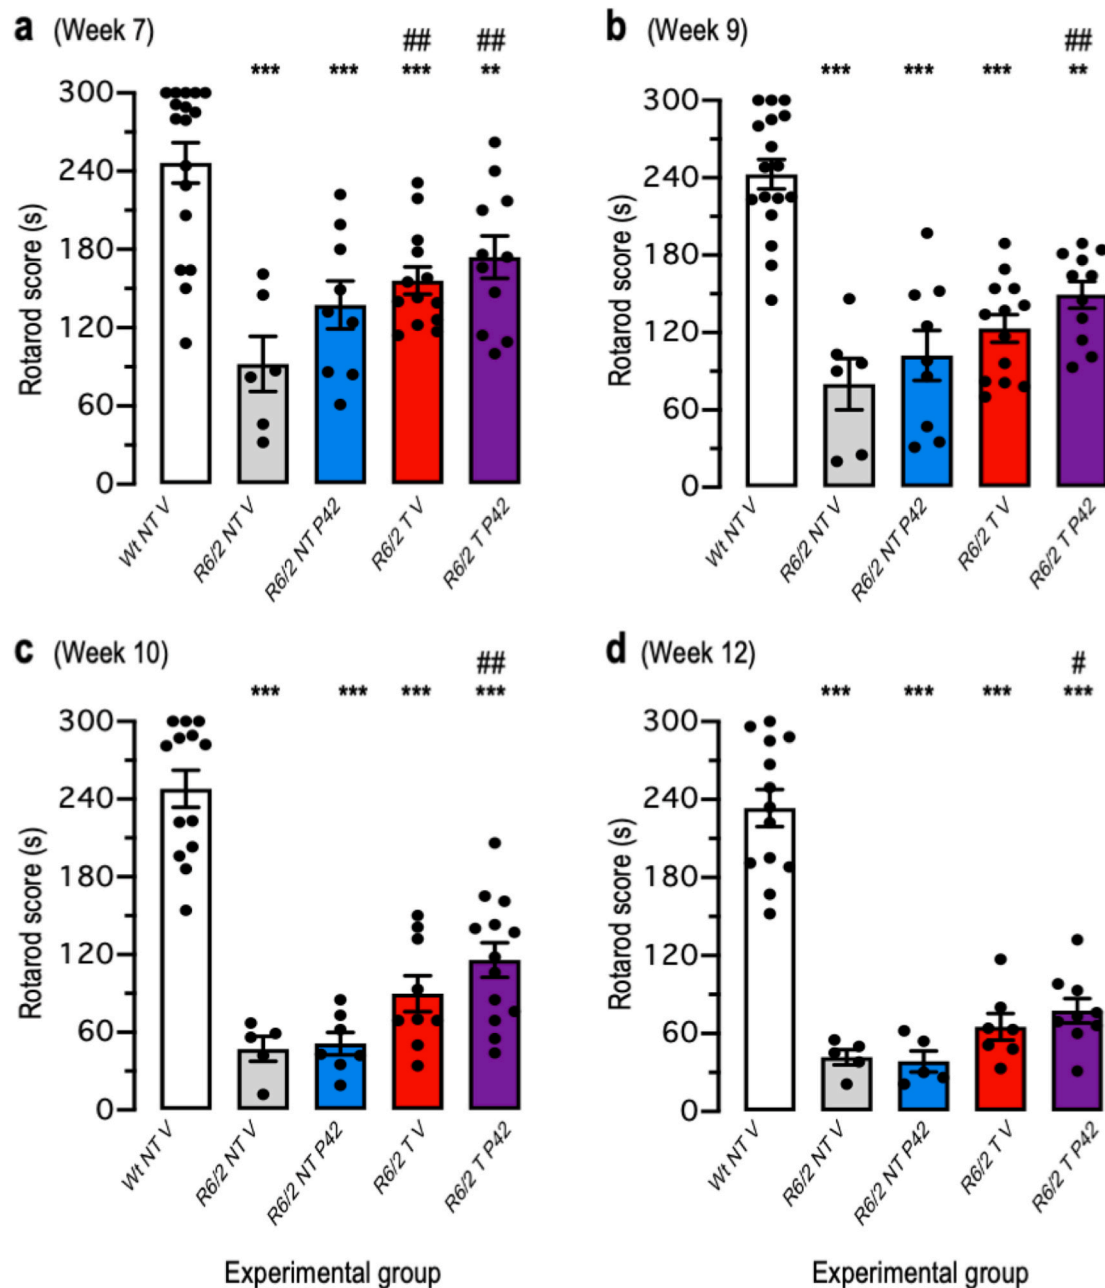 a (Week 7)
## ##
*** *** *** **
Rotarod score (s)
300
240
180
120
60
0
Wt NT V
R6/2 NT V
R6/2 NT P42
R6/2 T V
R6/2 T P42
b (Week 9)
##
*** *** *** **
Rotarod score (s)
300
240
180
120
60
0
Wt NT V
R6/2 NT V
R6/2 NT P42
R6/2 T V
R6/2 T P42
c (Week 10)
##
*** *** *** ***
Rotarod score (s)
300
240
180
120
60
0
Wt NT V
R6/2 NT V
R6/2 NT P42
R6/2 T V
R6/2 T P42
d (Week 12)
#
*** *** *** ***
Rotarod score (s)
300
240
180
120
60
0
Wt NT V
R6/2 NT V
R6/2 NT P42
R6/2 T V
R6/2 T P42
Experimental group
Experimental group